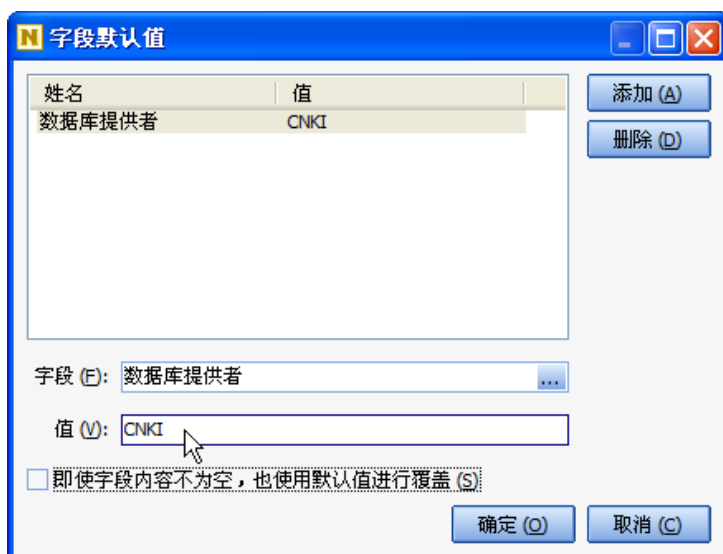 N 字段默认值
姓名 值
数据库提供者 CNKI
添加 (A)
删除 (D)
字段 (F): 数据库提供者 ...
值 (V): CNKI
即使字段内容不为空，也使用默认值进行覆盖 (S)
确定 (O) 取消 (C)